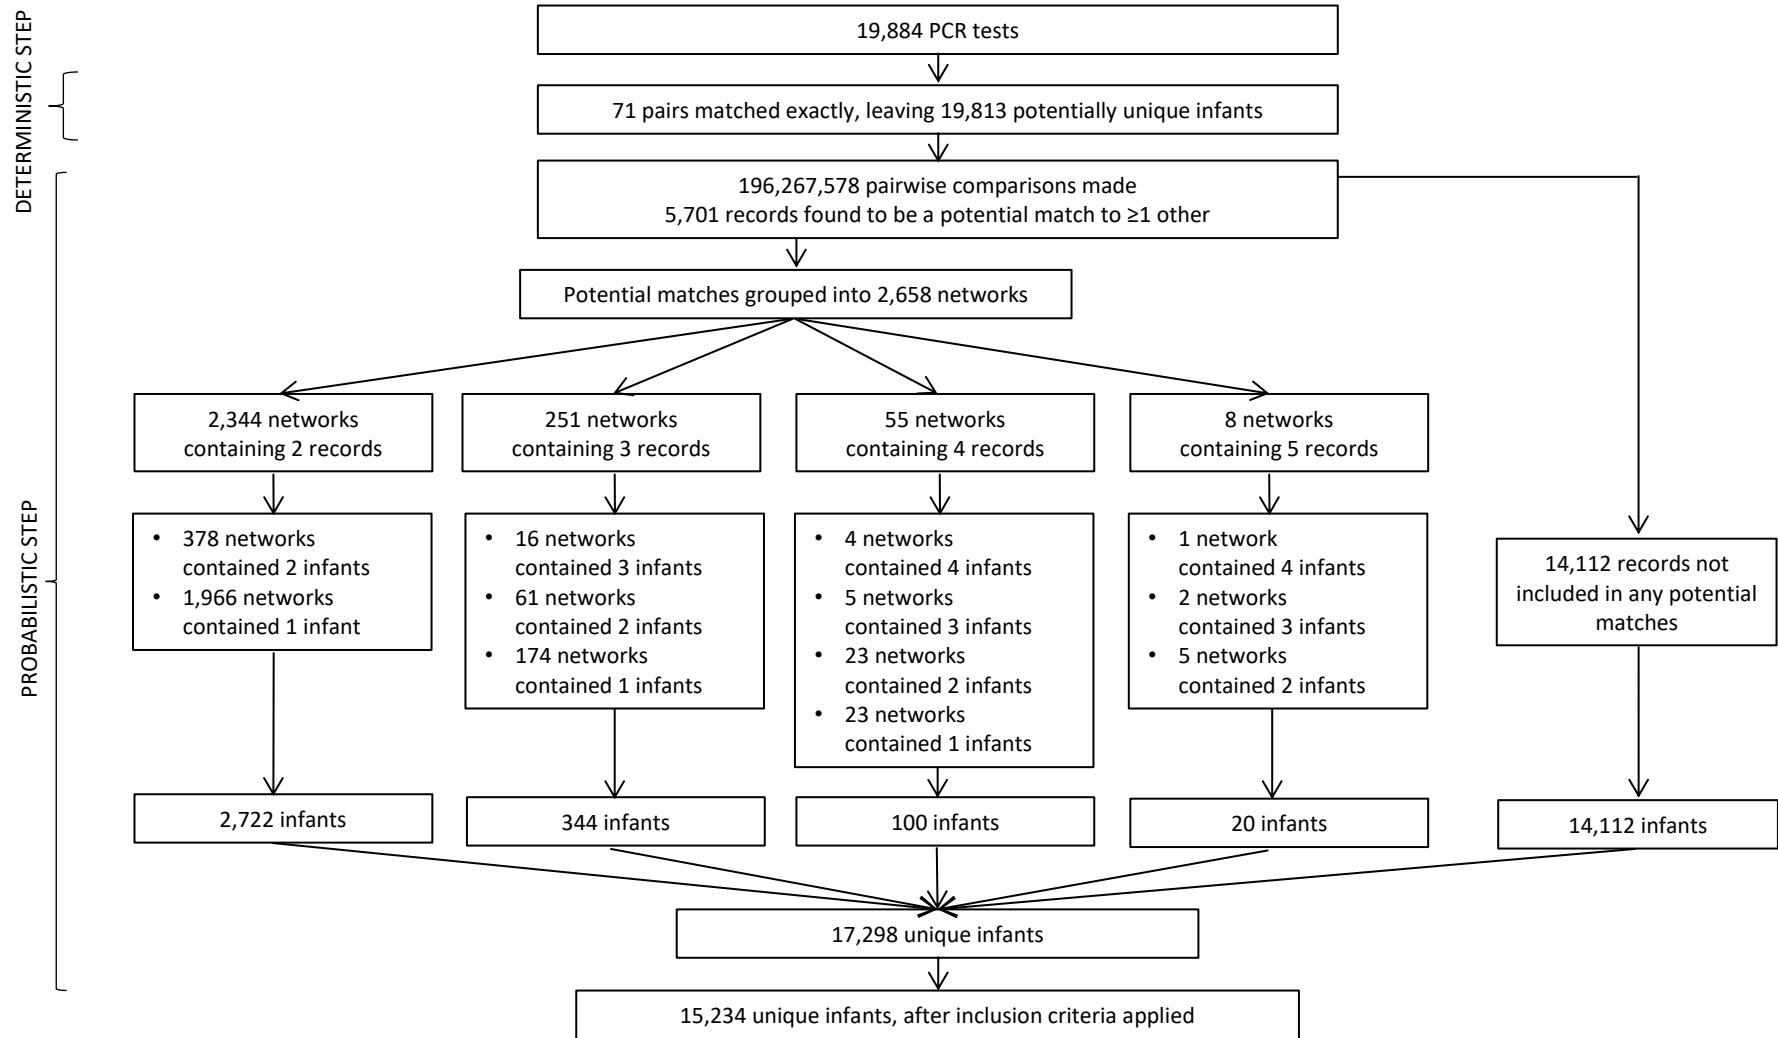 DETERMINISTIC STEP
19,884 PCR tests
71 pairs matched exactly, leaving 19,813 potentially unique infants
PROBABILISTIC STEP
196,267,578 pairwise comparisons made
5,701 records found to be a potential match to ≥1 other
Potential matches grouped into 2,658 networks
2,344 networks
containing 2 records
251 networks
containing 3 records
55 networks
containing 4 records
8 networks
containing 5 records
• 378 networks
contained 2 infants
• 1,966 networks
contained 1 infant
• 16 networks
contained 3 infants
• 61 networks
contained 2 infants
• 174 networks
contained 1 infants
• 4 networks
contained 4 infants
• 5 networks
contained 3 infants
• 23 networks
contained 2 infants
• 23 networks
contained 1 infants
• 1 network
contained 4 infants
• 2 networks
contained 3 infants
• 5 networks
contained 2 infants
14,112 records not
included in any potential
matches
2,722 infants
344 infants
100 infants
20 infants
14,112 infants
17,298 unique infants
15,234 unique infants, after inclusion criteria applied